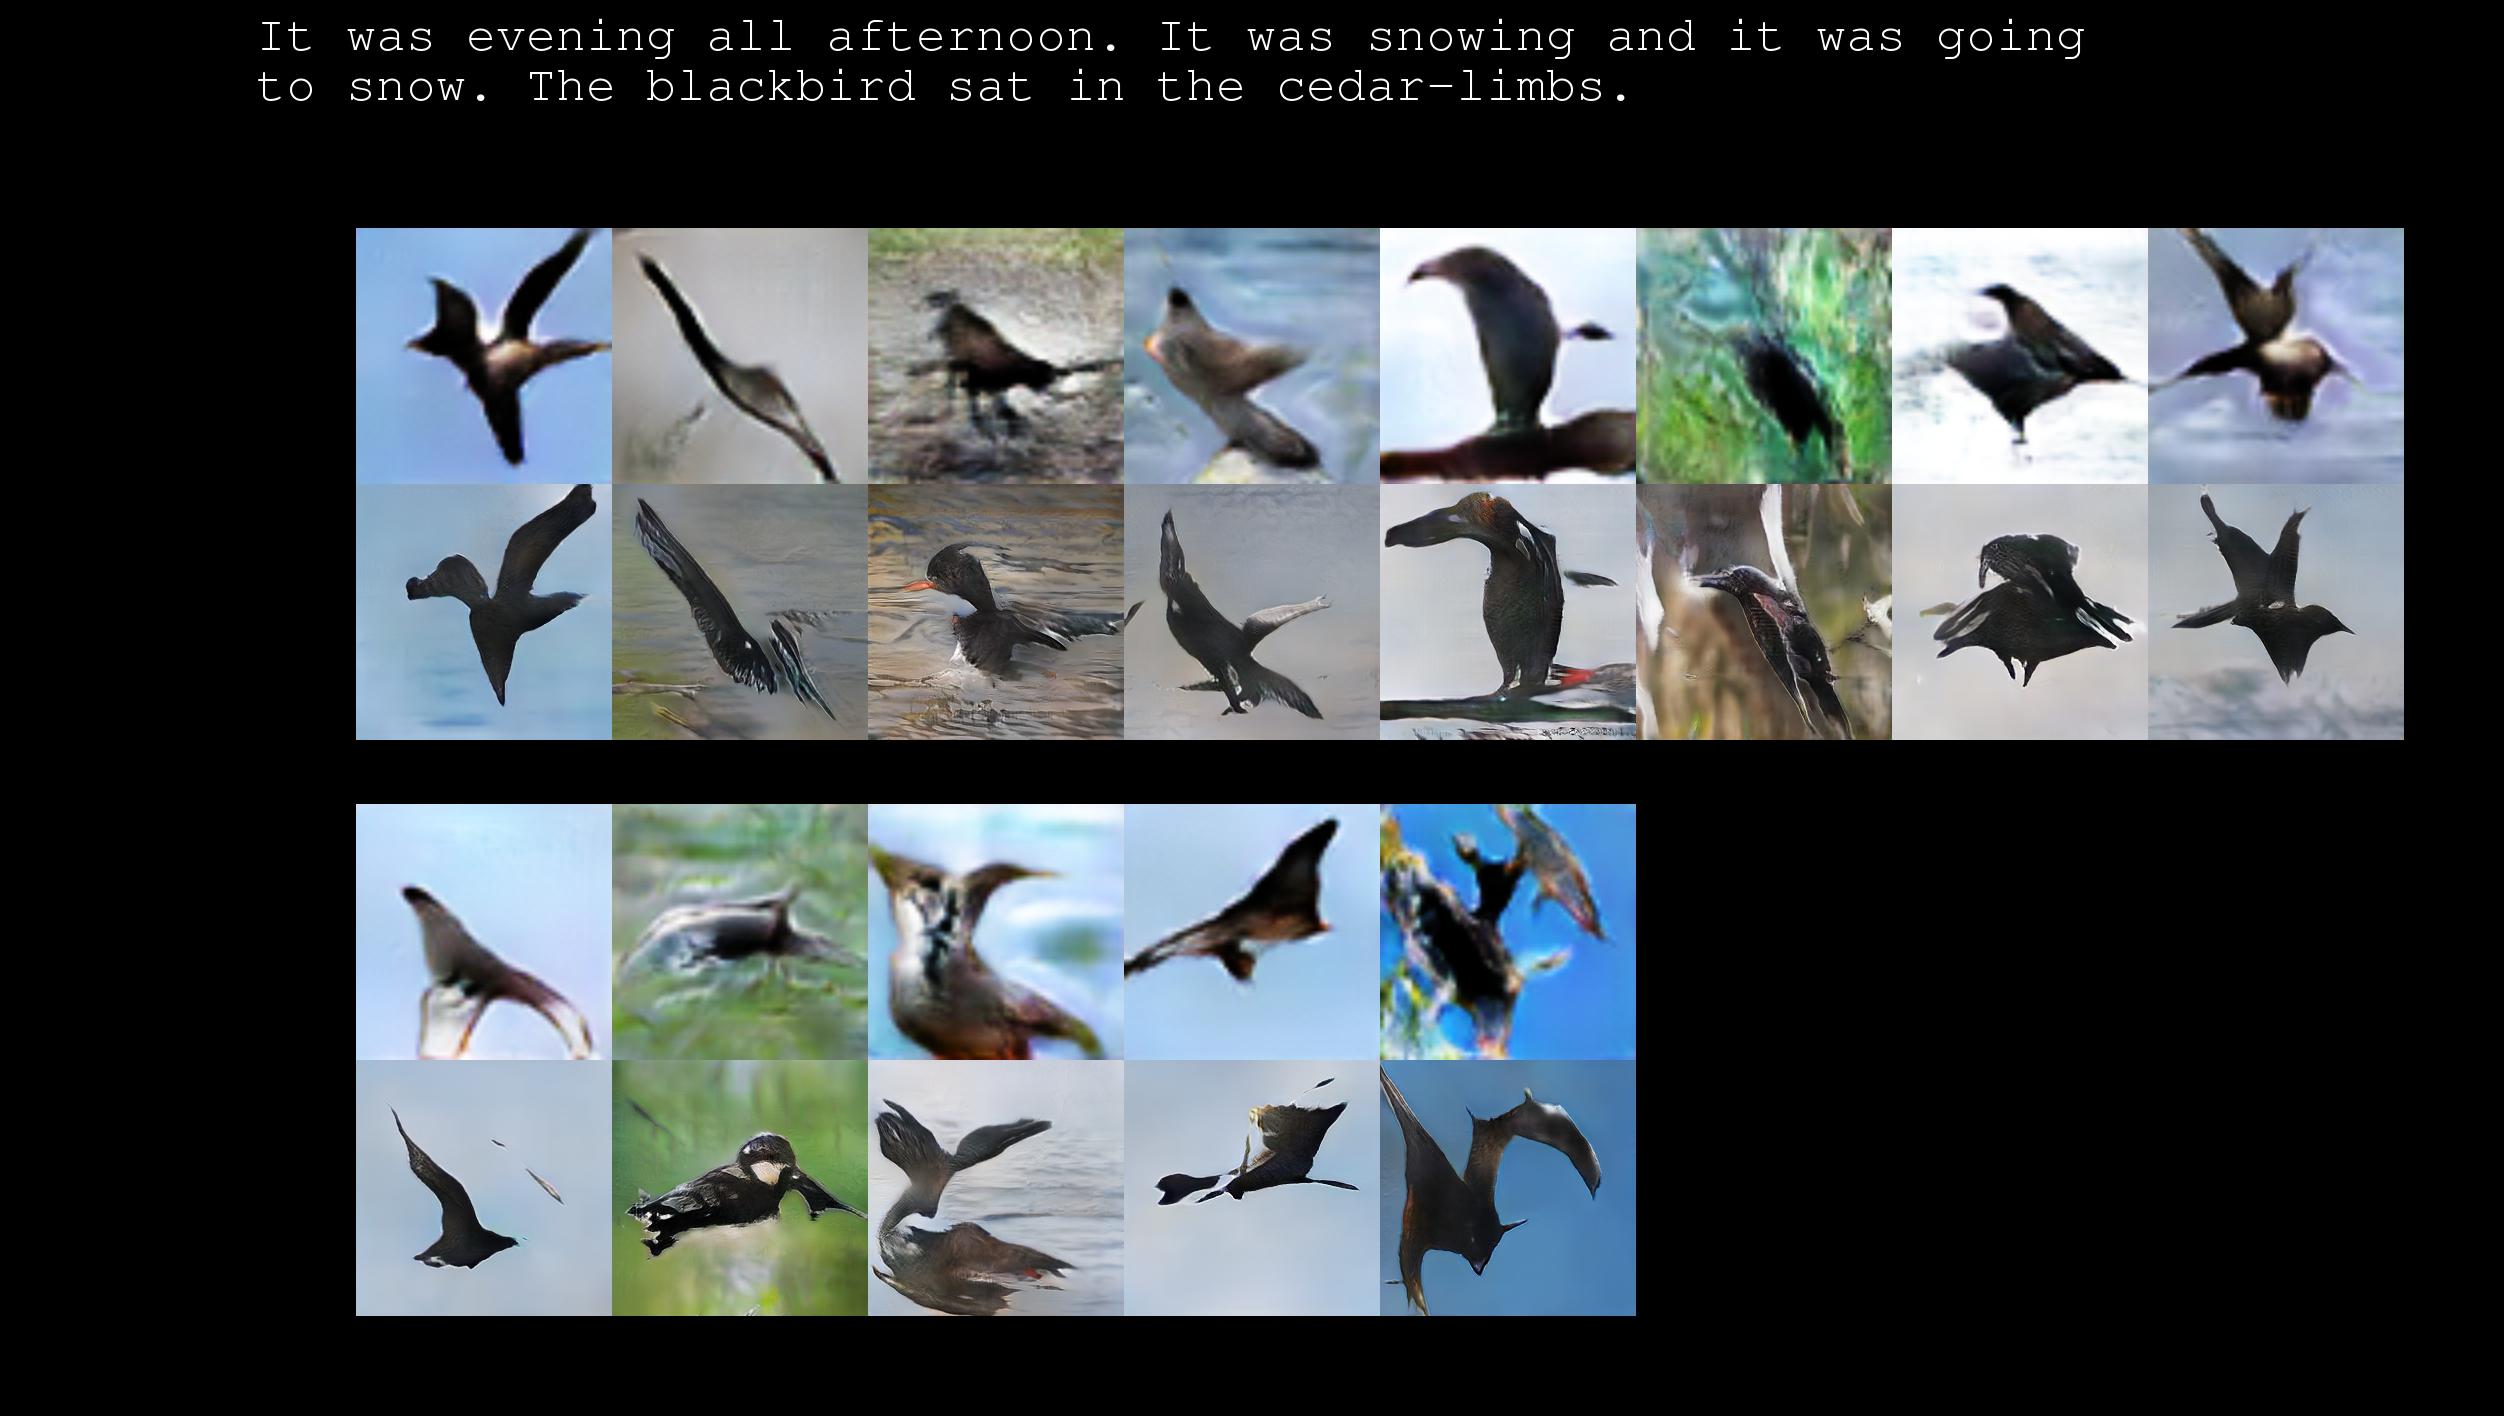 It was evening all afternoon. It was snowing and it was going
to snow. The blackbird sat in the cedar-limbs.